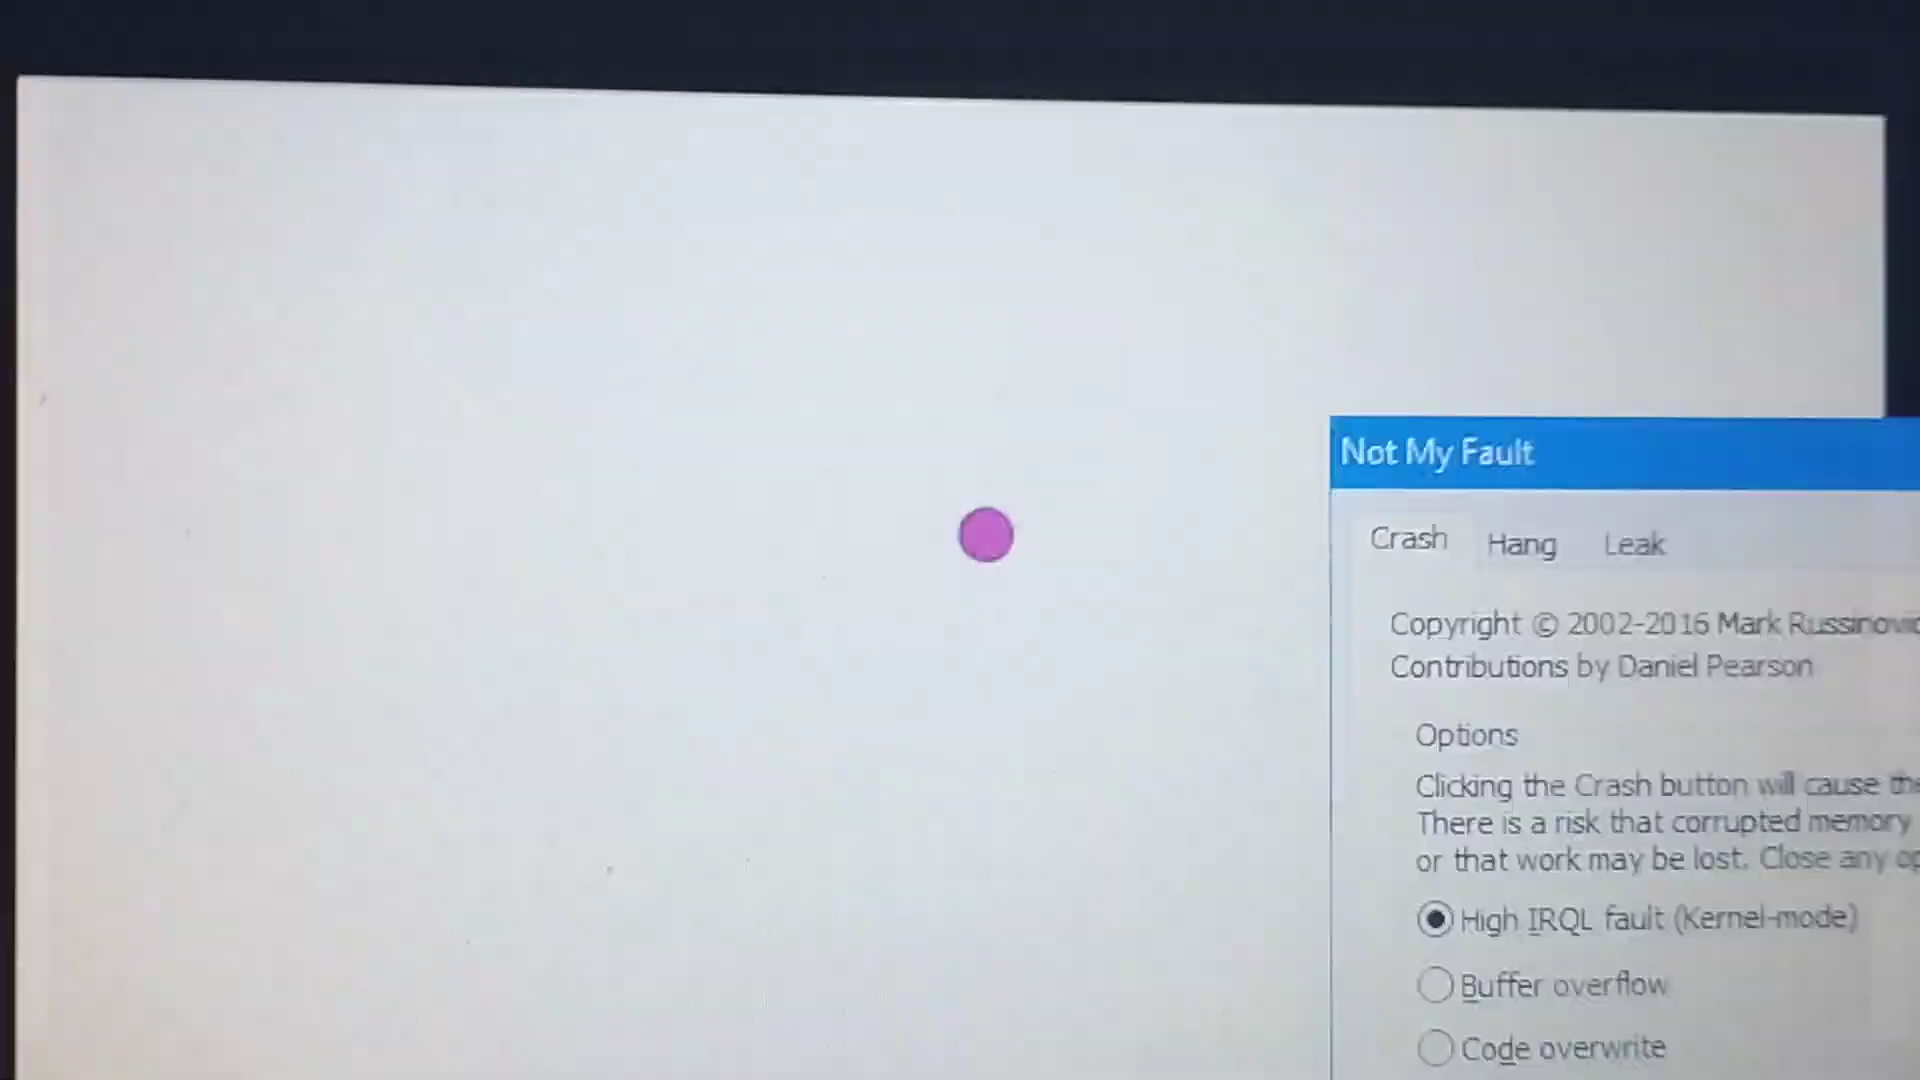 Not My Fault
Crash Hang Leak
Copyright © 2002-2016 Mark
Contributions by Daniel Pearson
Options
Clicking the Crash button will cause
There is a risk that corrupted memory
or that work may be lost. Close any
High IRQL fault (Kernel-mode)
Buffer overflow
Code overwrite